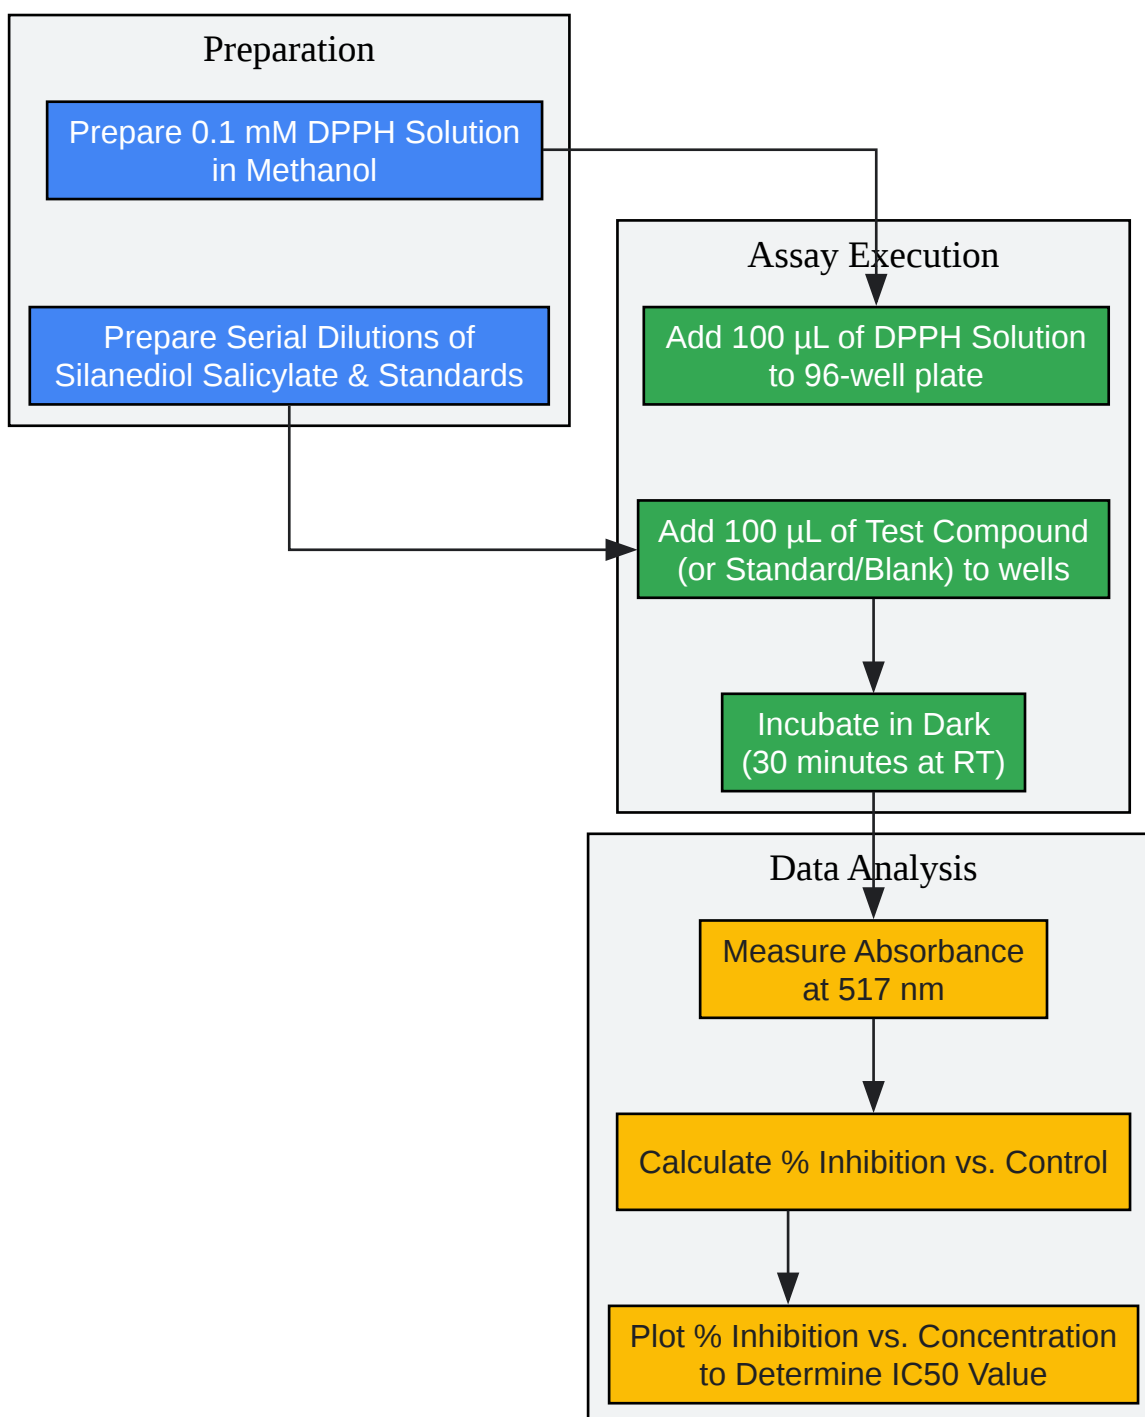 Preparation
Prepare 0.1 mM DPPH Solution
in Methanol
Prepare Serial Dilutions of
Silanediol Salicylate & Standards
Assay Execution
Add 100 µL of DPPH Solution
to 96-well plate
Add 100 µL of Test Compound
(or Standard/Blank) to wells
Incubate in Dark
(30 minutes at RT)
Data Analysis
Measure Absorbance
at 517 nm
Calculate % Inhibition vs. Control
Plot % Inhibition vs. Concentration
to Determine IC50 Value